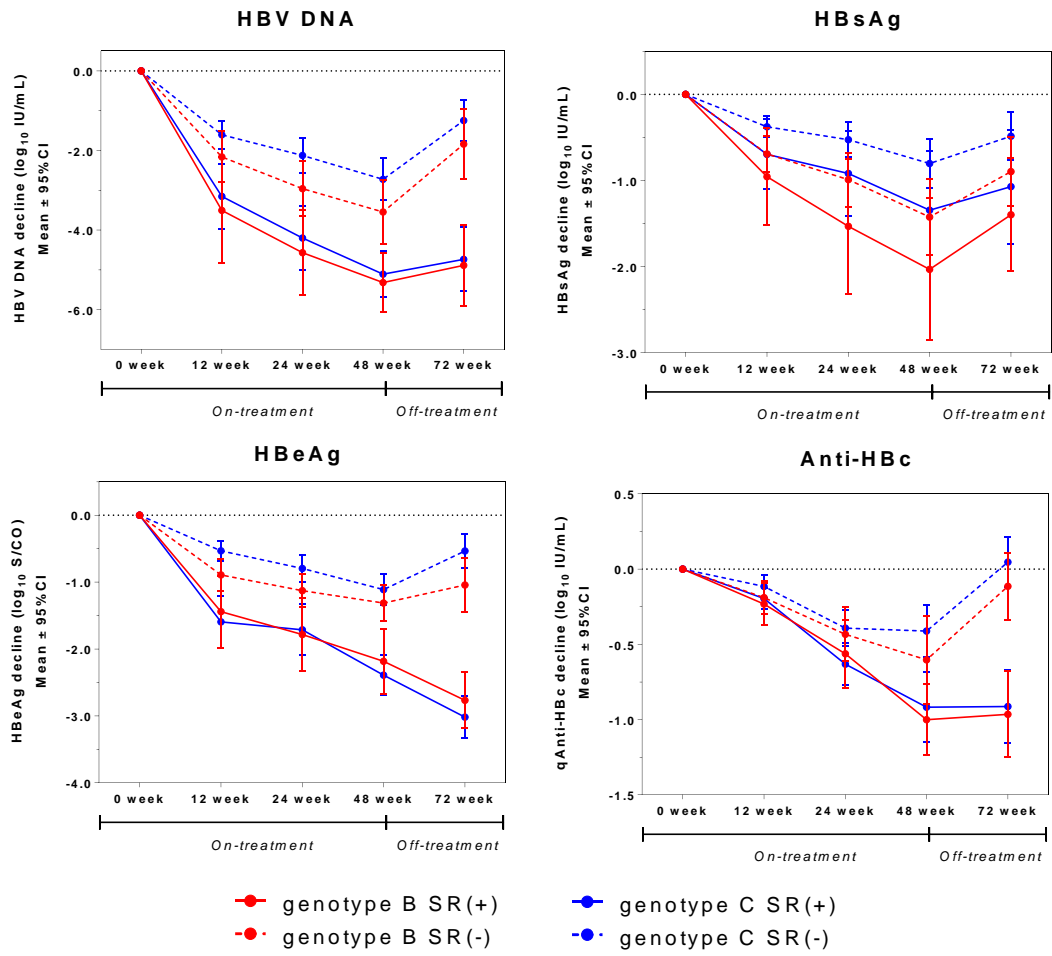 HBV DNA
HBV DNA decline (log10 IU/mL)
Mean ± 95%CI
0.0
-2.0
-4.0
-6.0
0 week 12 week 24 week 48 week 72 week
On-treatment Off-treatment
HBsAg
HBsAg decline (log10 IU/mL)
Mean ± 95%CI
0.0
-1.0
-2.0
-3.0
0 week 12 week 24 week 48 week 72 week
On-treatment Off-treatment
HBeAg
HBeAg decline (log10 S/CO)
Mean ± 95%CI
0.0
-1.0
-2.0
-3.0
-4.0
0 week 12 week 24 week 48 week 72 week
On-treatment Off-treatment
Anti-HBc
qAnti-HBc decline (log10 IU/mL)
Mean ± 95%CI
0.5
0.0
-0.5
-1.0
-1.5
0 week 12 week 24 week 48 week 72 week
On-treatment Off-treatment
genotype B SR(+) genotype C SR(+)
genotype B SR(-) genotype C SR(-)